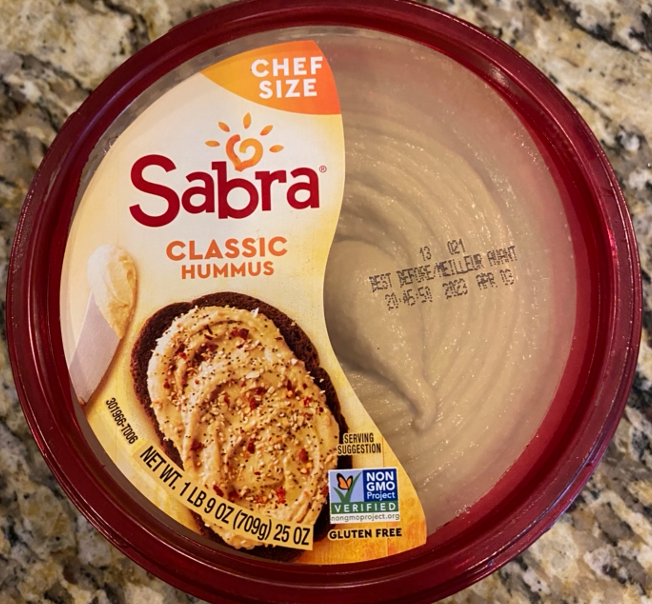 CHEF
SIZE
Sabra®
CLASSIC
HUMMUS
13 021
BEST BEFORE/MEILLEUR AVANT
20:45:50 2023 APR 09
301966-T006
SERVING
SUGGESTION
NET WT. 1 LB 9 OZ (709g) 25 OZ
NON
GMO
Project
VERIFIED
nongmoproject.org
GLUTEN FREE